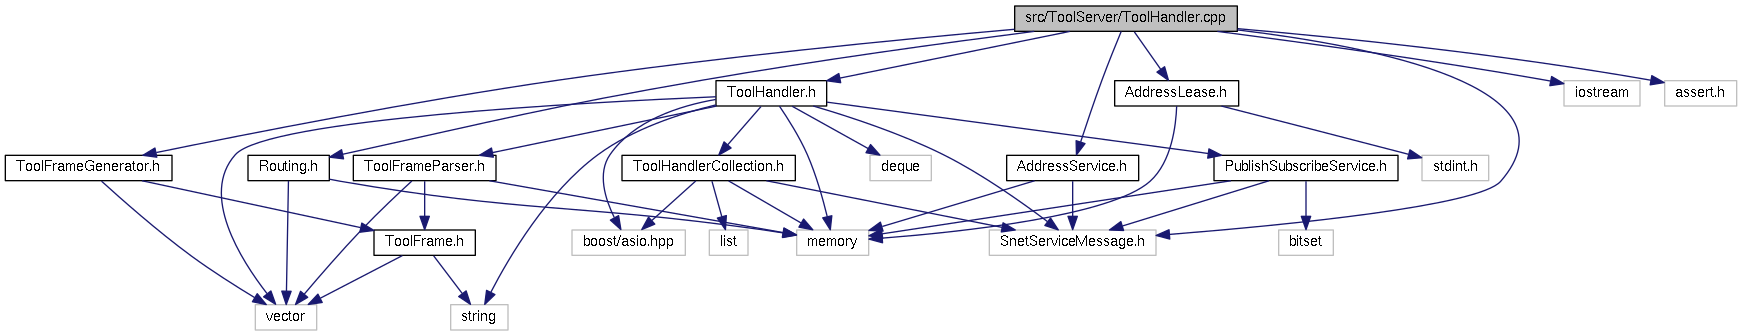 src/ToolServer/ToolHandler.cpp
ToolHandler.h
AddressLease.h
iostream
assert.h
ToolFrameGenerator.h
Routing.h
ToolFrameParser.h
ToolHandlerCollection.h
deque
AddressService.h
PublishSubscribeService.h
stdint.h
ToolFrame.h
boost/asio.hpp
list
memory
SnetServiceMessage.h
bitset
vector
string